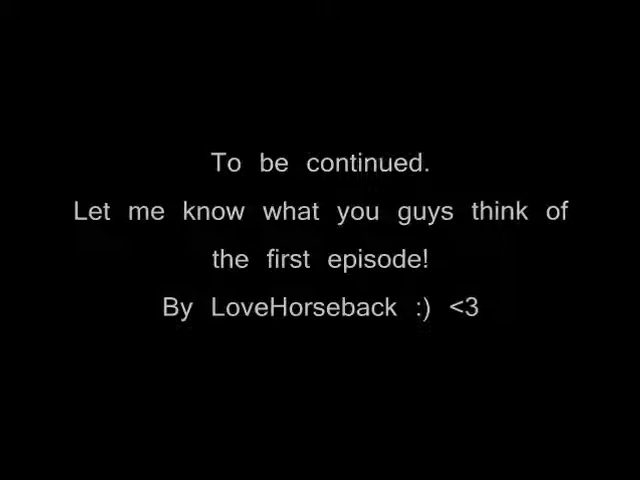 To be continued.
Let me know what you guys think of
the first episode!
By LoveHorseback :) <3